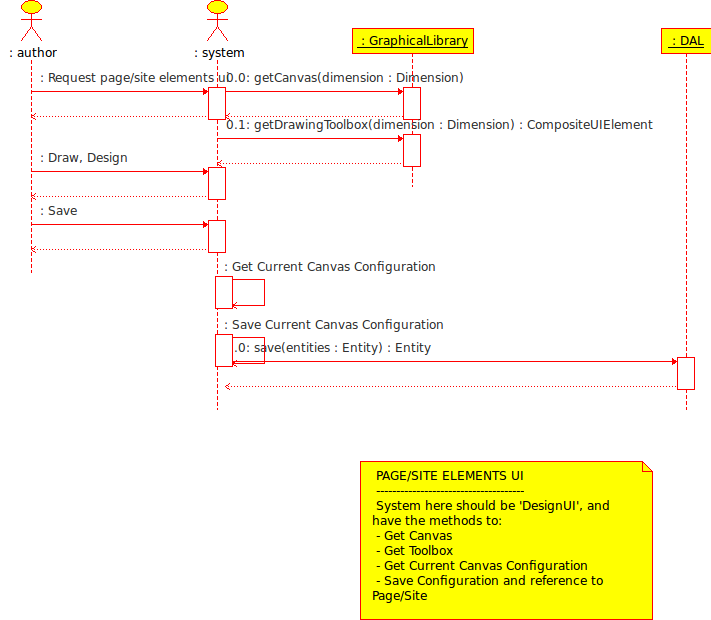 : author
: system
: GraphicalLibrary
: DAL
: Request page/site elements ui
0.0: getCanvas(dimension : Dimension)
0.1: getDrawingToolbox(dimension : Dimension) : CompositeUIElement
: Draw, Design
: Save
: Get Current Canvas Configuration
: Save Current Canvas Configuration
.0: save(entities : Entity) : Entity
PAGE/SITE ELEMENTS UI
-------------------------------------
System here should be 'DesignUI', and
have the methods to:
- Get Canvas
- Get Toolbox
- Get Current Canvas Configuration
- Save Configuration and reference to
Page/Site